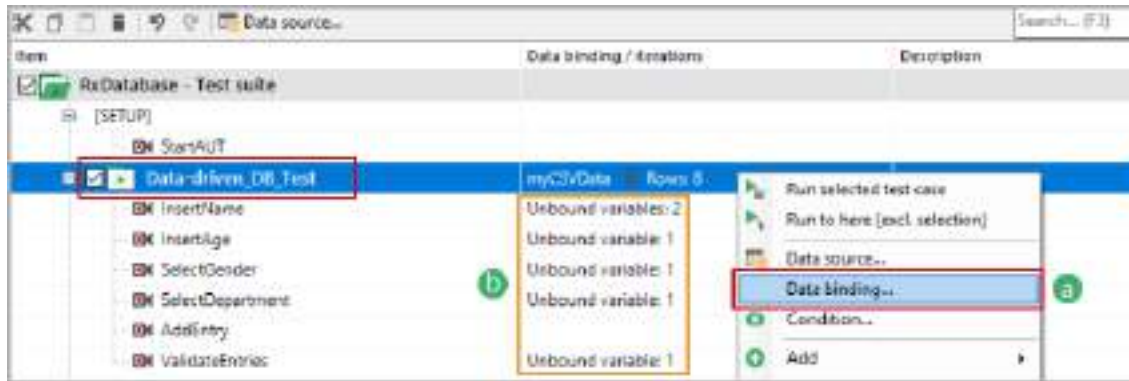 Data source...
Search... (F3)
Item Data binding / iterations Description
RxDatabase - Test suite
[SETUP]
StartAUT
Data-driven_DB_Test myCSVData Rows: 8
Run selected test case
InsertName Unbound variables: 2
Run to here [excl. selection]
InsertAge Unbound variable: 1
Data source...
SelectGender Unbound variable: 1
b
Data binding...
a
SelectDepartment Unbound variable: 1
Condition...
AddEntry
Add
ValidateEntries Unbound variable: 1